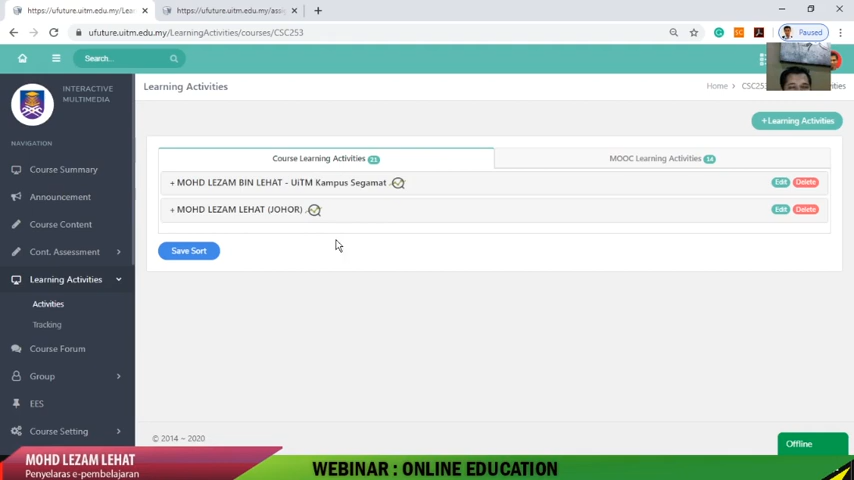 https://ufuture.uitm.edu.my/Lea
https://ufuture.uitm.edu.my/ass
ufuture.uitm.edu.my/LearningActivities/courses/CSC253
Paused
Search...
INTERACTIVE
MULTIMEDIA
Learning Activities
Home > CSC253
+Learning Activities
NAVIGATION
Course Summary
Announcement
Course Content
Cont. Assessment
Learning Activities
Activities
Tracking
Course Forum
Group
EES
Course Setting
Course Learning Activities 21
MOOC Learning Activities 14
+ MOHD LEZAM BIN LEHAT - UiTM Kampus Segamat
Edit Delete
+ MOHD LEZAM LEHAT (JOHOR)
Edit Delete
Save Sort
© 2014 – 2020
Offline
MOHD LEZAM LEHAT
Penyelaras e-pembelajaran
WEBINAR : ONLINE EDUCATION